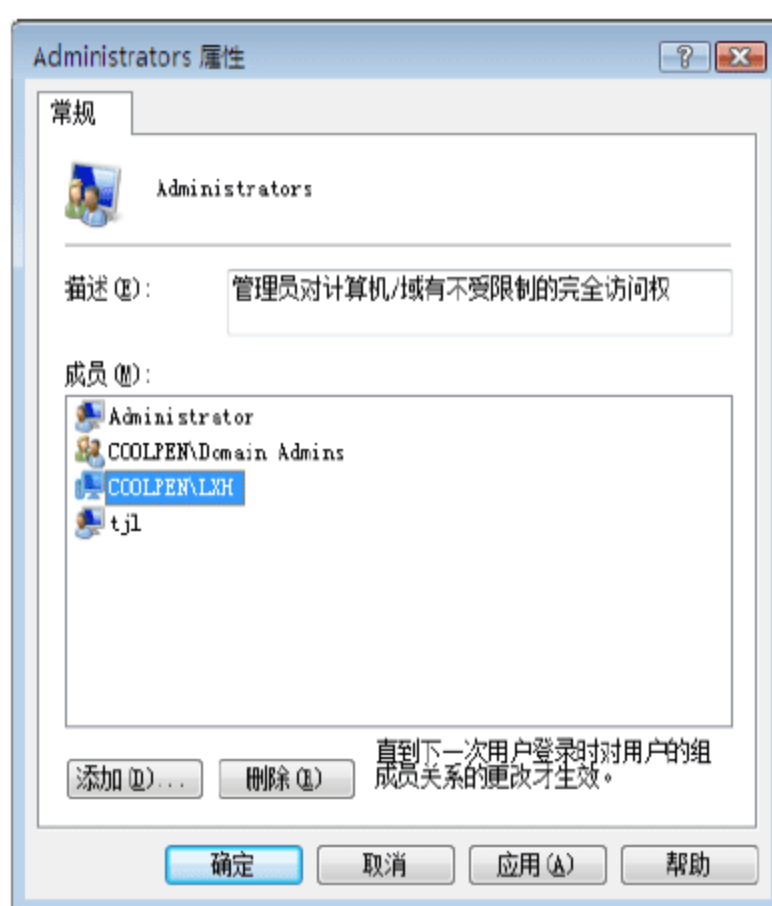 Administrators 属性
常规
Administrators
描述(E):
管理员对计算机/域有不受限制的完全访问权
成员(M):
Administrator
COOLPEN\Domain Admins
COOLPEN\LXH
tjl
添加(D)...
删除(R)
直到下一次用户登录时对用户的组
成员关系的更改才生效。
确定
取消
应用(A)
帮助